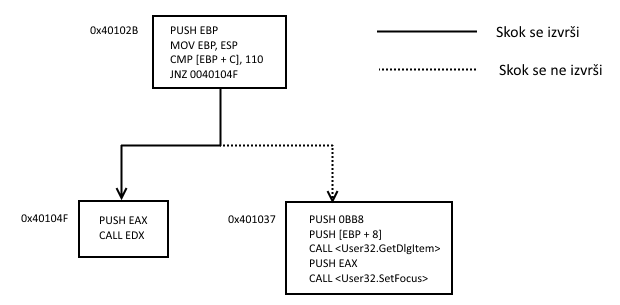 0x40102B
PUSH EBP
MOV EBP, ESP
CMP [EBP + C], 110
JNZ 0040104F
Skok se izvrši
Skok se ne izvrši
0x40104F
PUSH EAX
CALL EDX
0x401037
PUSH 0BB8
PUSH [EBP + 8]
CALL <User32.GetDlgItem>
PUSH EAX
CALL <User32.SetFocus>